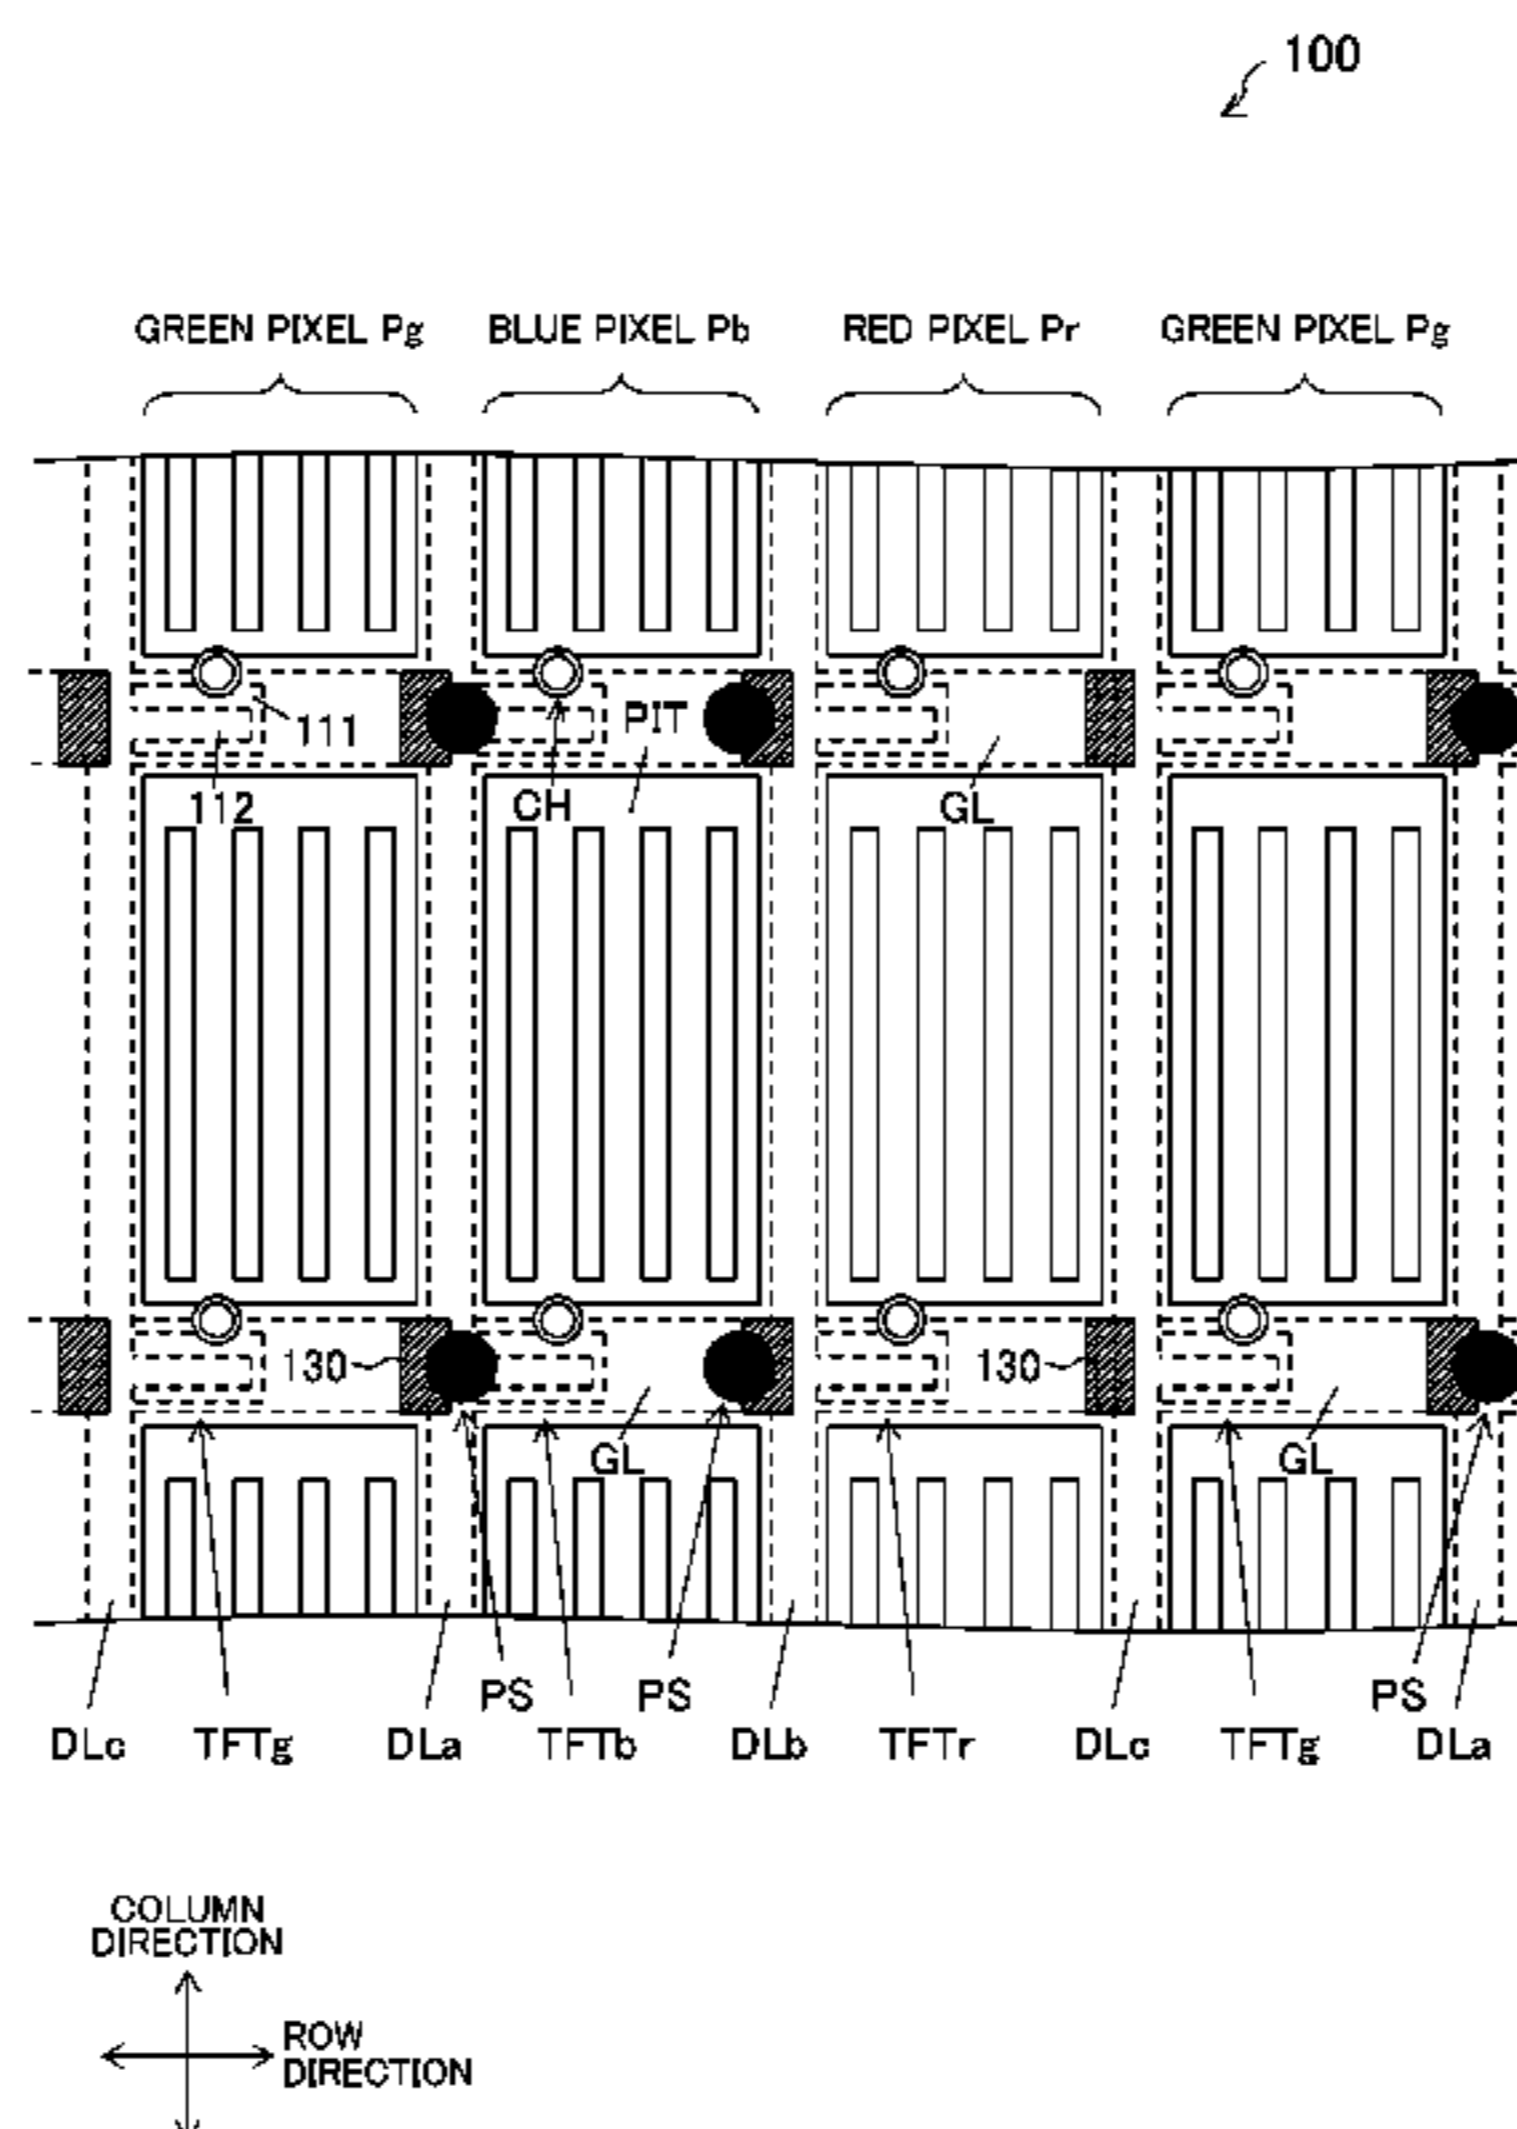 100
GREEN PIXEL Pg BLUE PIXEL Pb RED PIXEL Pr GREEN PIXEL Pg
111 PIT
112 CH GL
130 130
GL GL
PS PS PS
DLc TFTg DLa TFTb DLb TFTr DLc TFTg DLa
COLUMN
DIRECTION
ROW
DIRECTION